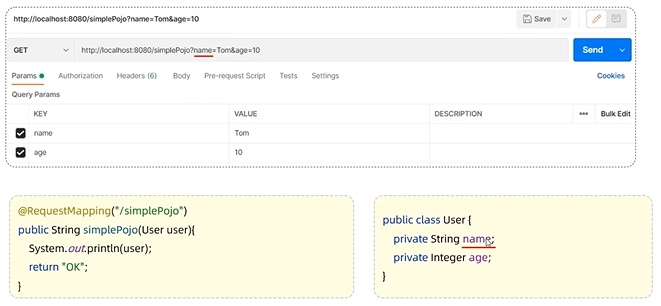 http://localhost:8080/simplePojo?name=Tom&age=10
Save
GET
http://localhost:8080/simplePojo?name=Tom&age=10
Send
Params
Authorization
Headers (6)
Body
Pre-request Script
Tests
Settings
Cookies
Query Params
KEY
VALUE
DESCRIPTION
Bulk Edit
name
Tom
age
10
@RequestMapping("/simplePojo")
public String simplePojo(User user){
System.out.println(user);
return "OK";
}
public class User {
private String name;
private Integer age;
}